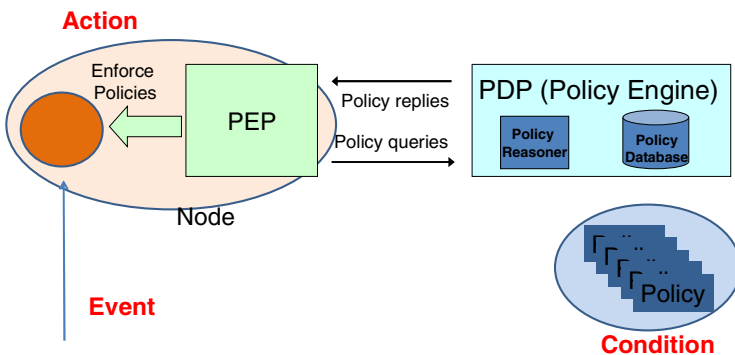 Action
Enforce
Policies
PEP
Policy replies
Policy queries
PDP (Policy Engine)
Policy
Reasoner
Policy
Database
Node
Event
Policy
Condition